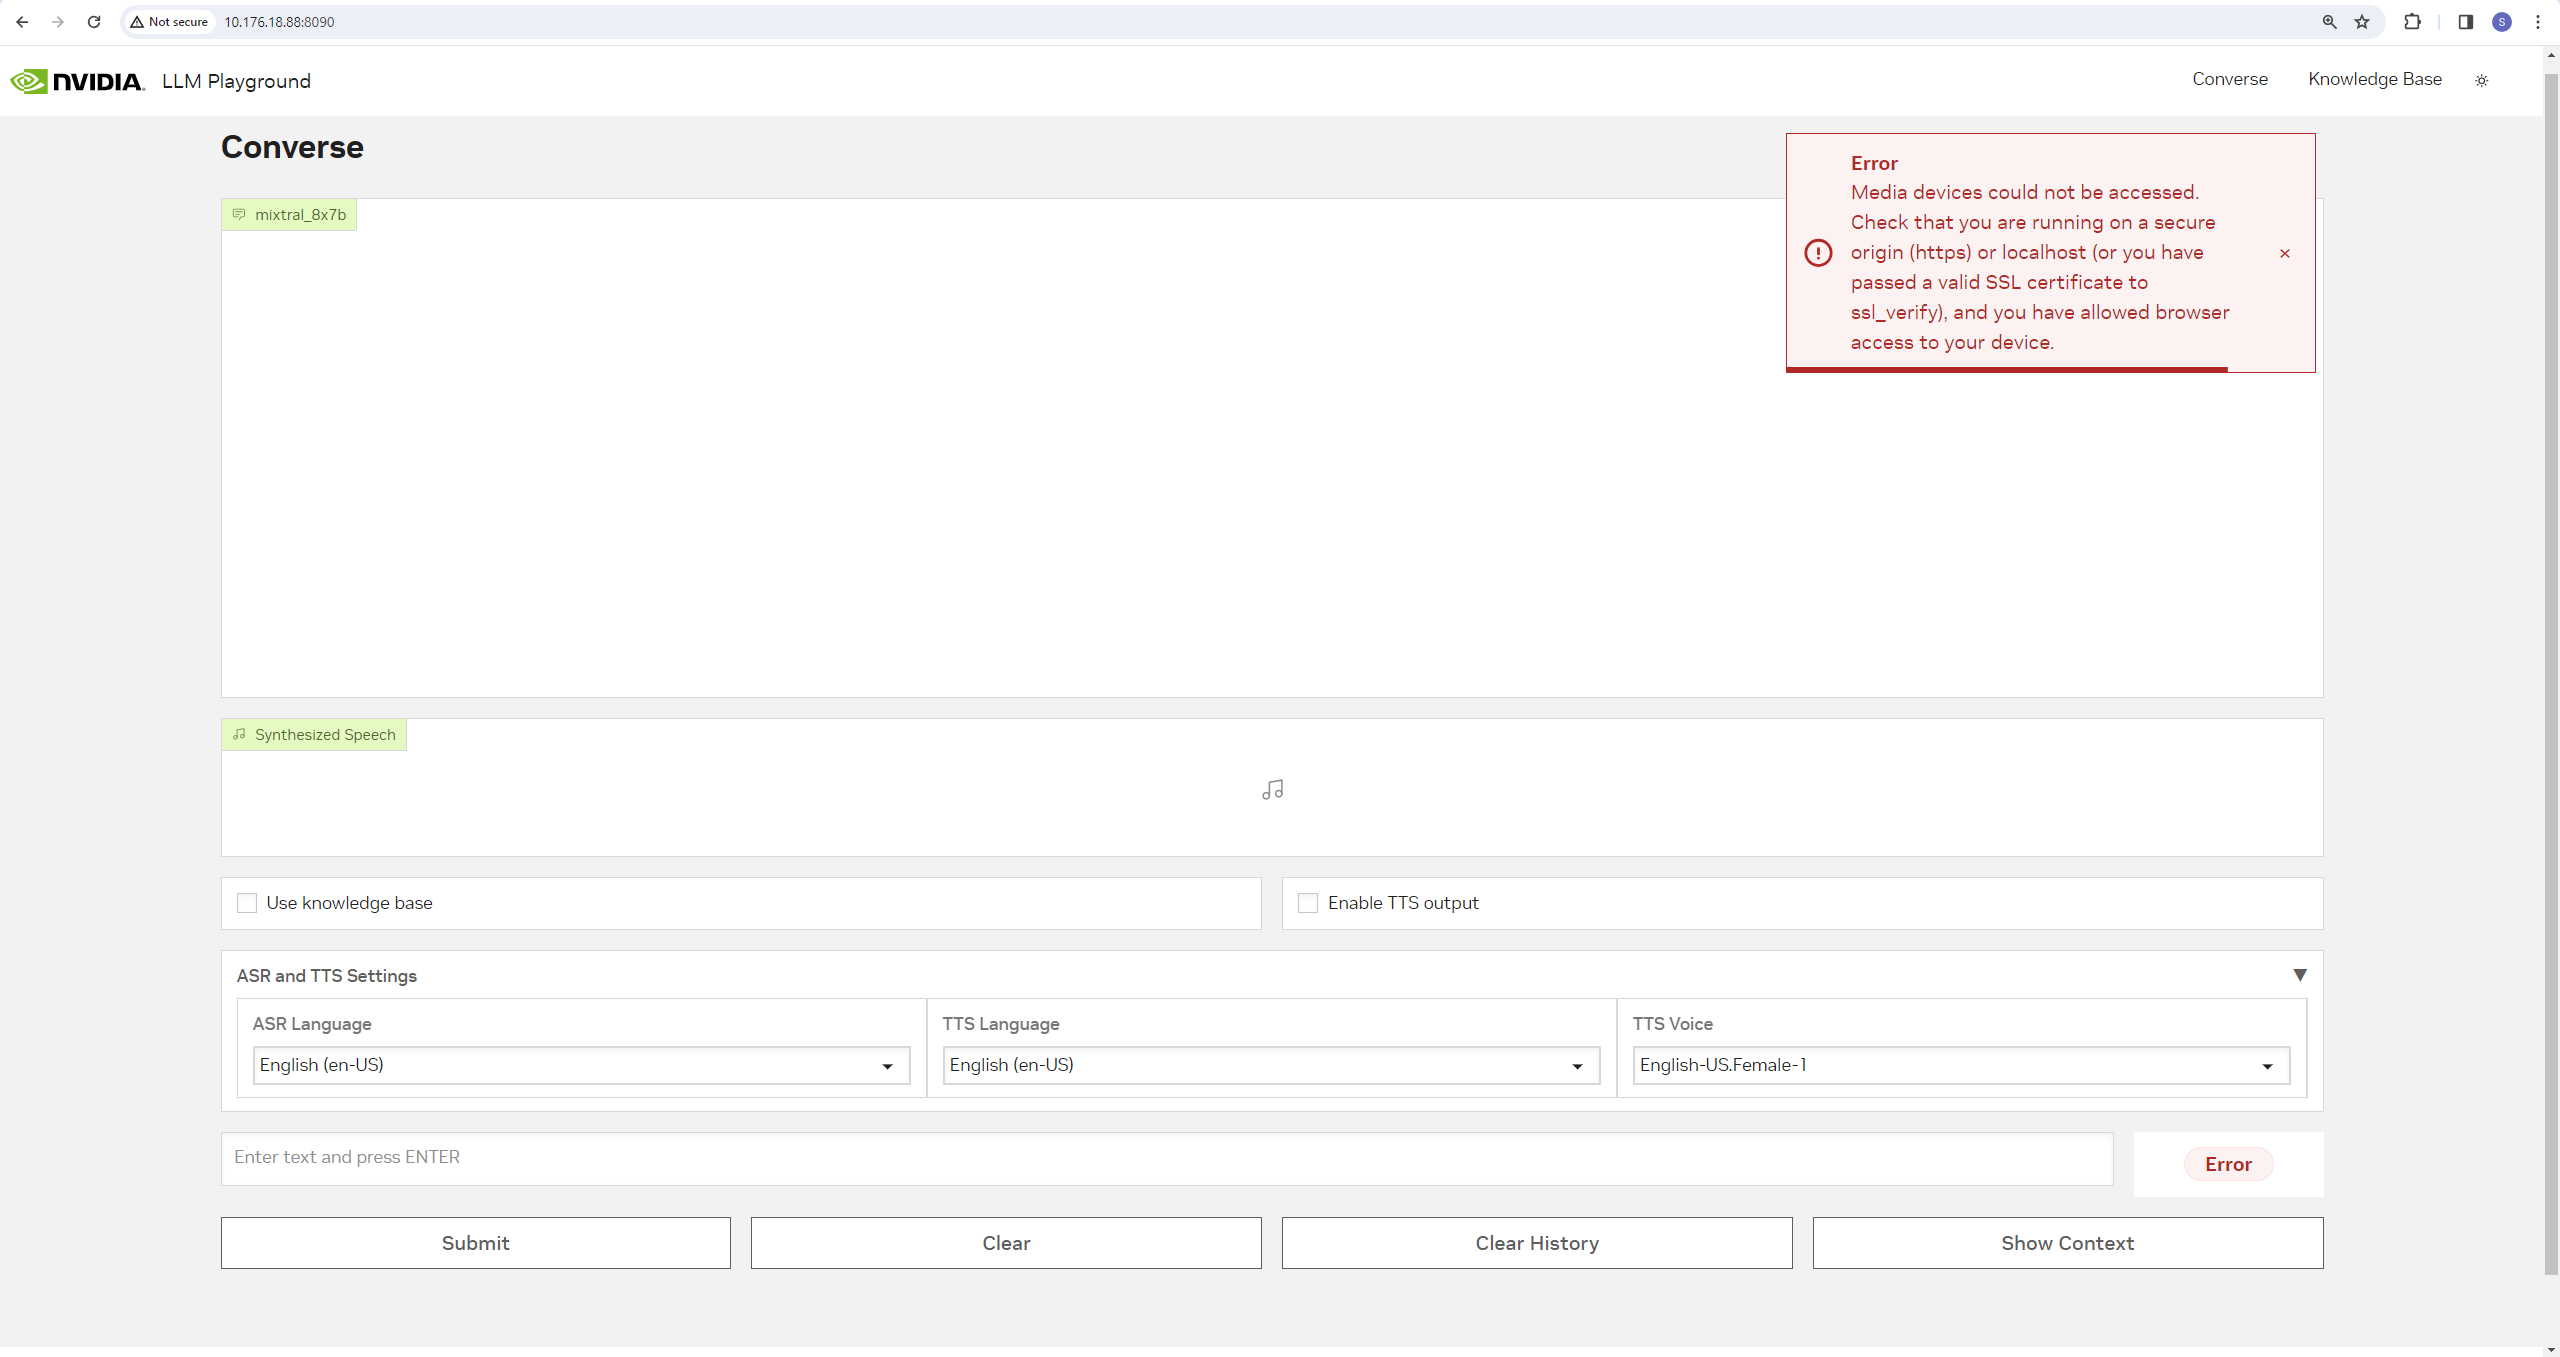 Not secure 10.176.18.88:8090
S
NVIDIA. LLM Playground
Converse Knowledge Base
Converse
mixtral_8x7b
Error
Media devices could not be accessed.
Check that you are running on a secure
origin (https) or localhost (or you have
passed a valid SSL certificate to
ssl_verify), and you have allowed browser
access to your device.
Synthesized Speech
Use knowledge base
Enable TTS output
ASR and TTS Settings
ASR Language
English (en-US)
TTS Language
English (en-US)
TTS Voice
English-US.Female-1
Enter text and press ENTER
Error
Submit
Clear
Clear History
Show Context